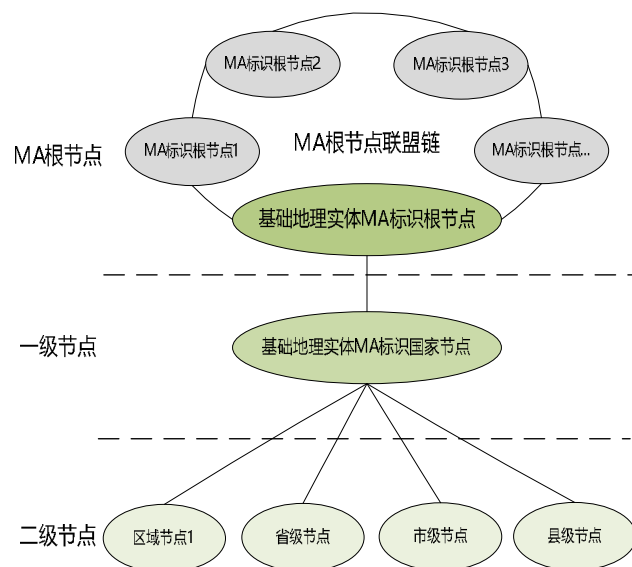 MA标识根节点2
MA标识根节点3
MA根节点
MA标识根节点1
MA根节点联盟链
MA标识根节点...
基础地理实体MA标识根节点
一级节点
基础地理实体MA标识国家节点
二级节点
区域节点1
省级节点
市级节点
县级节点